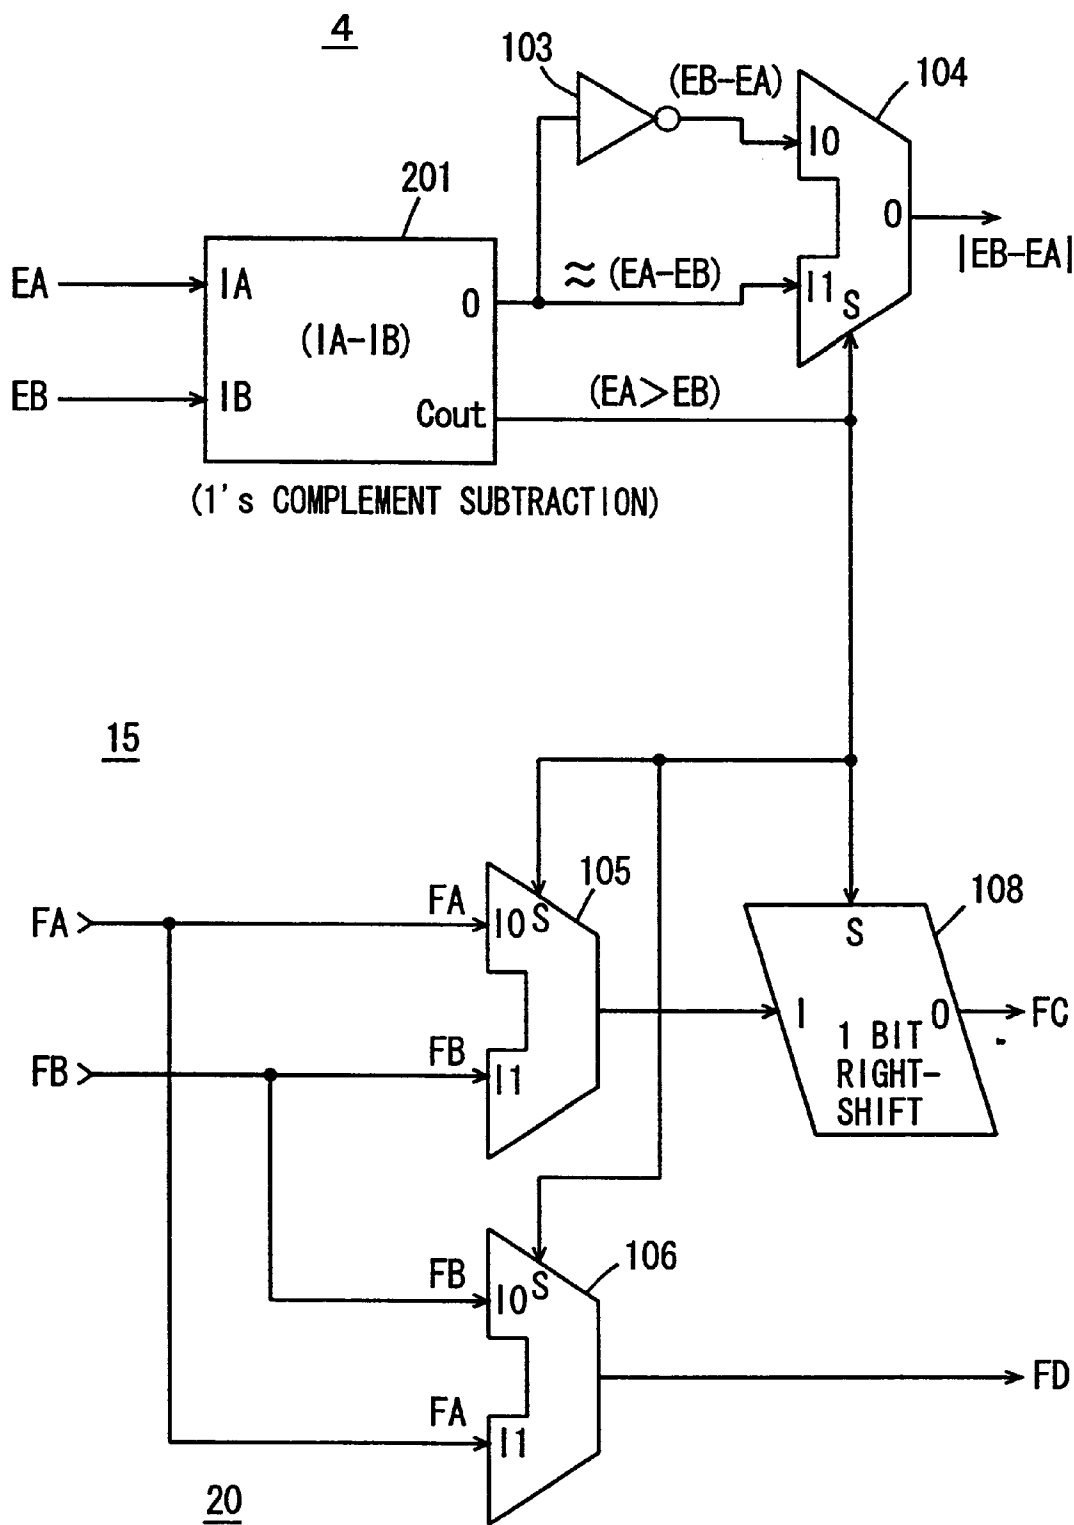 4
103
(EB-EA)
104
I0
201
O
|EB-EA|
EA
IA
O
≈ (EA-EB)
I1
S
(IA-IB)
EB
IB
Cout
(EA>EB)
(1's COMPLEMENT SUBTRACTION)
15
105
108
FA
FA
I0
S
S
I
O
FC
1 BIT
RIGHT-
SHIFT
FB
FB
I1
106
FB
I0
S
FD
FA
I1
20